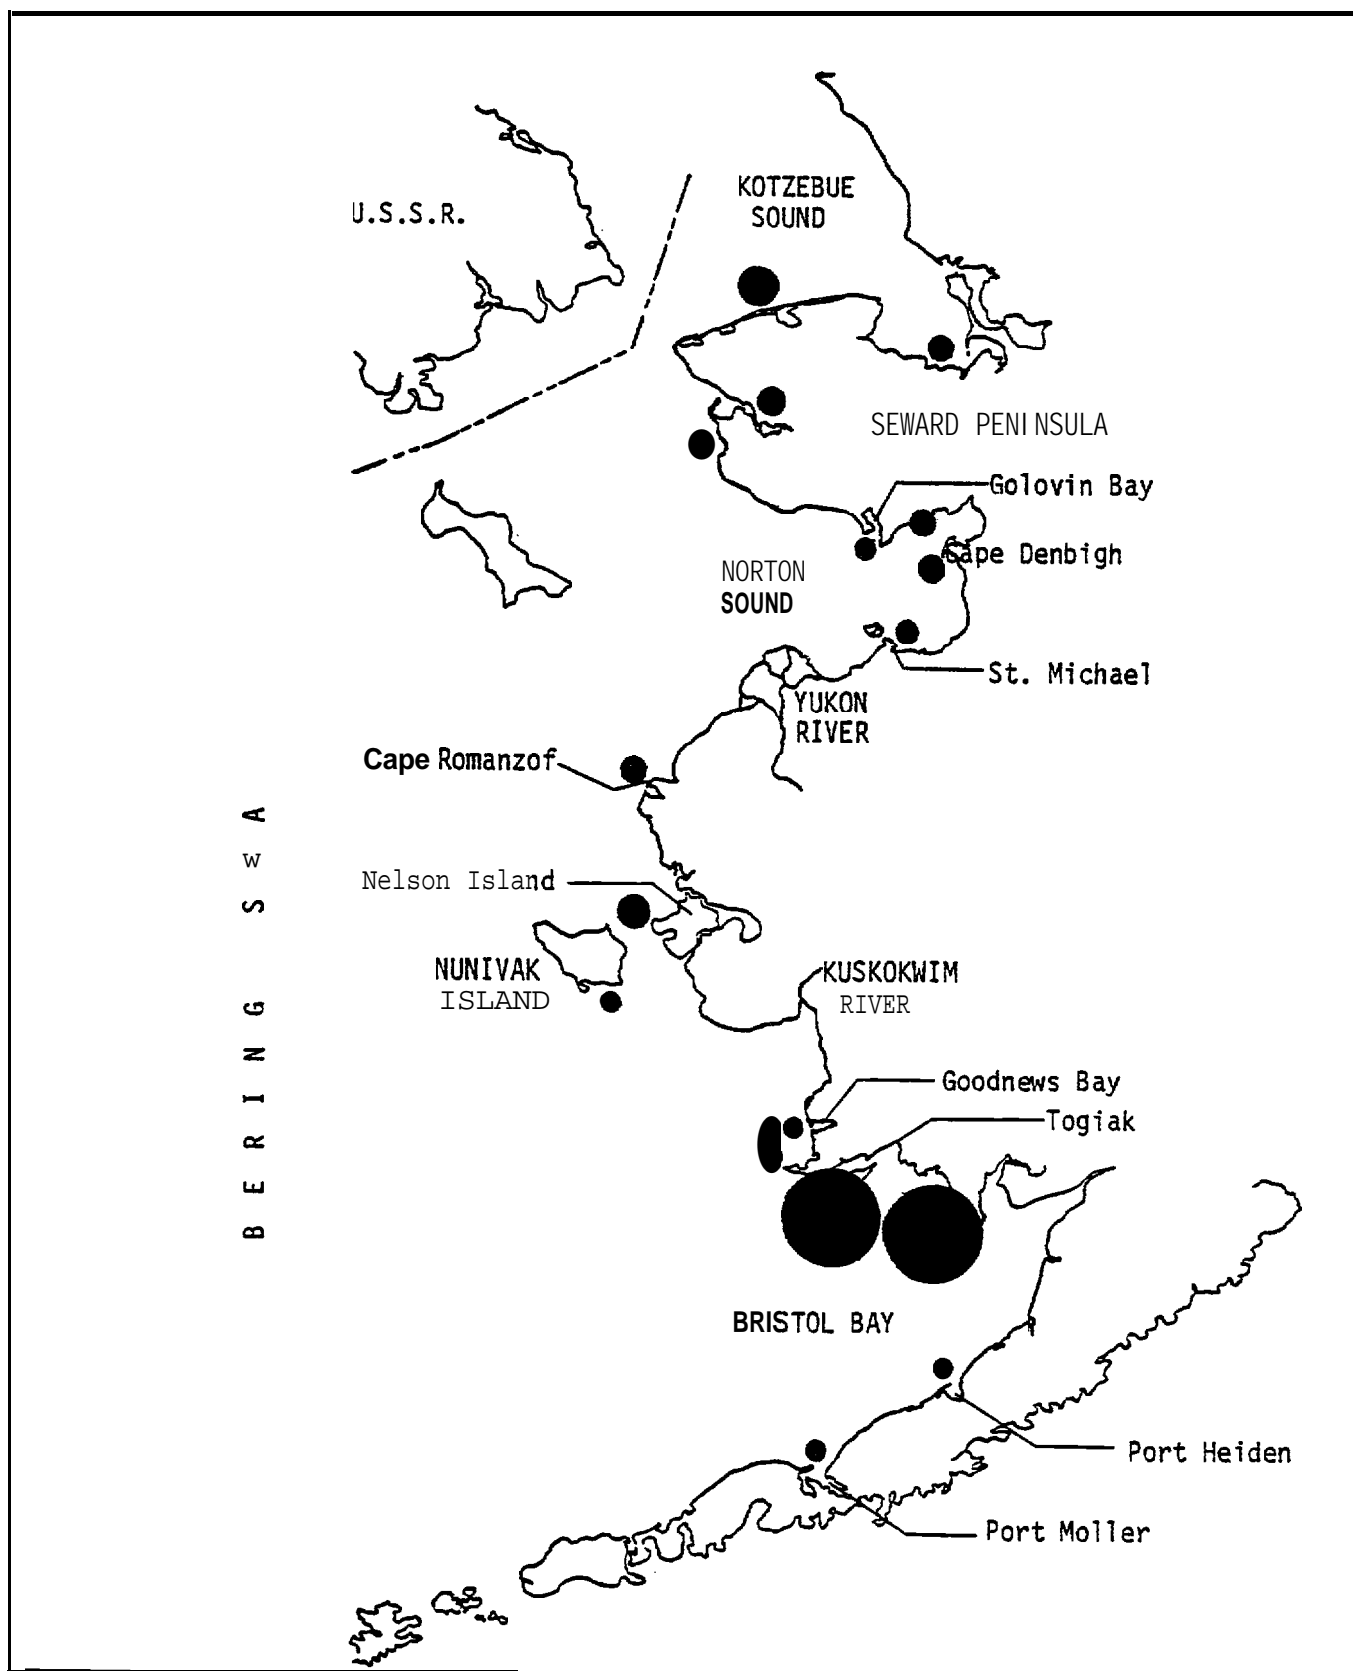 KOTZEBUE
SOUND
U.S.S.R.
SEWARD PENINSULA
Golovin Bay
Cape Denbigh
NORTON
SOUND
St. Michael
YUKON
RIVER
Cape Romanzof
Nelson Island
NUNIVAK
ISLAND
KUSKOKWIM
RIVER
BERING SwA
Goodnews Bay
Togiak
BRISTOL BAY
Port Heiden
Port Moller